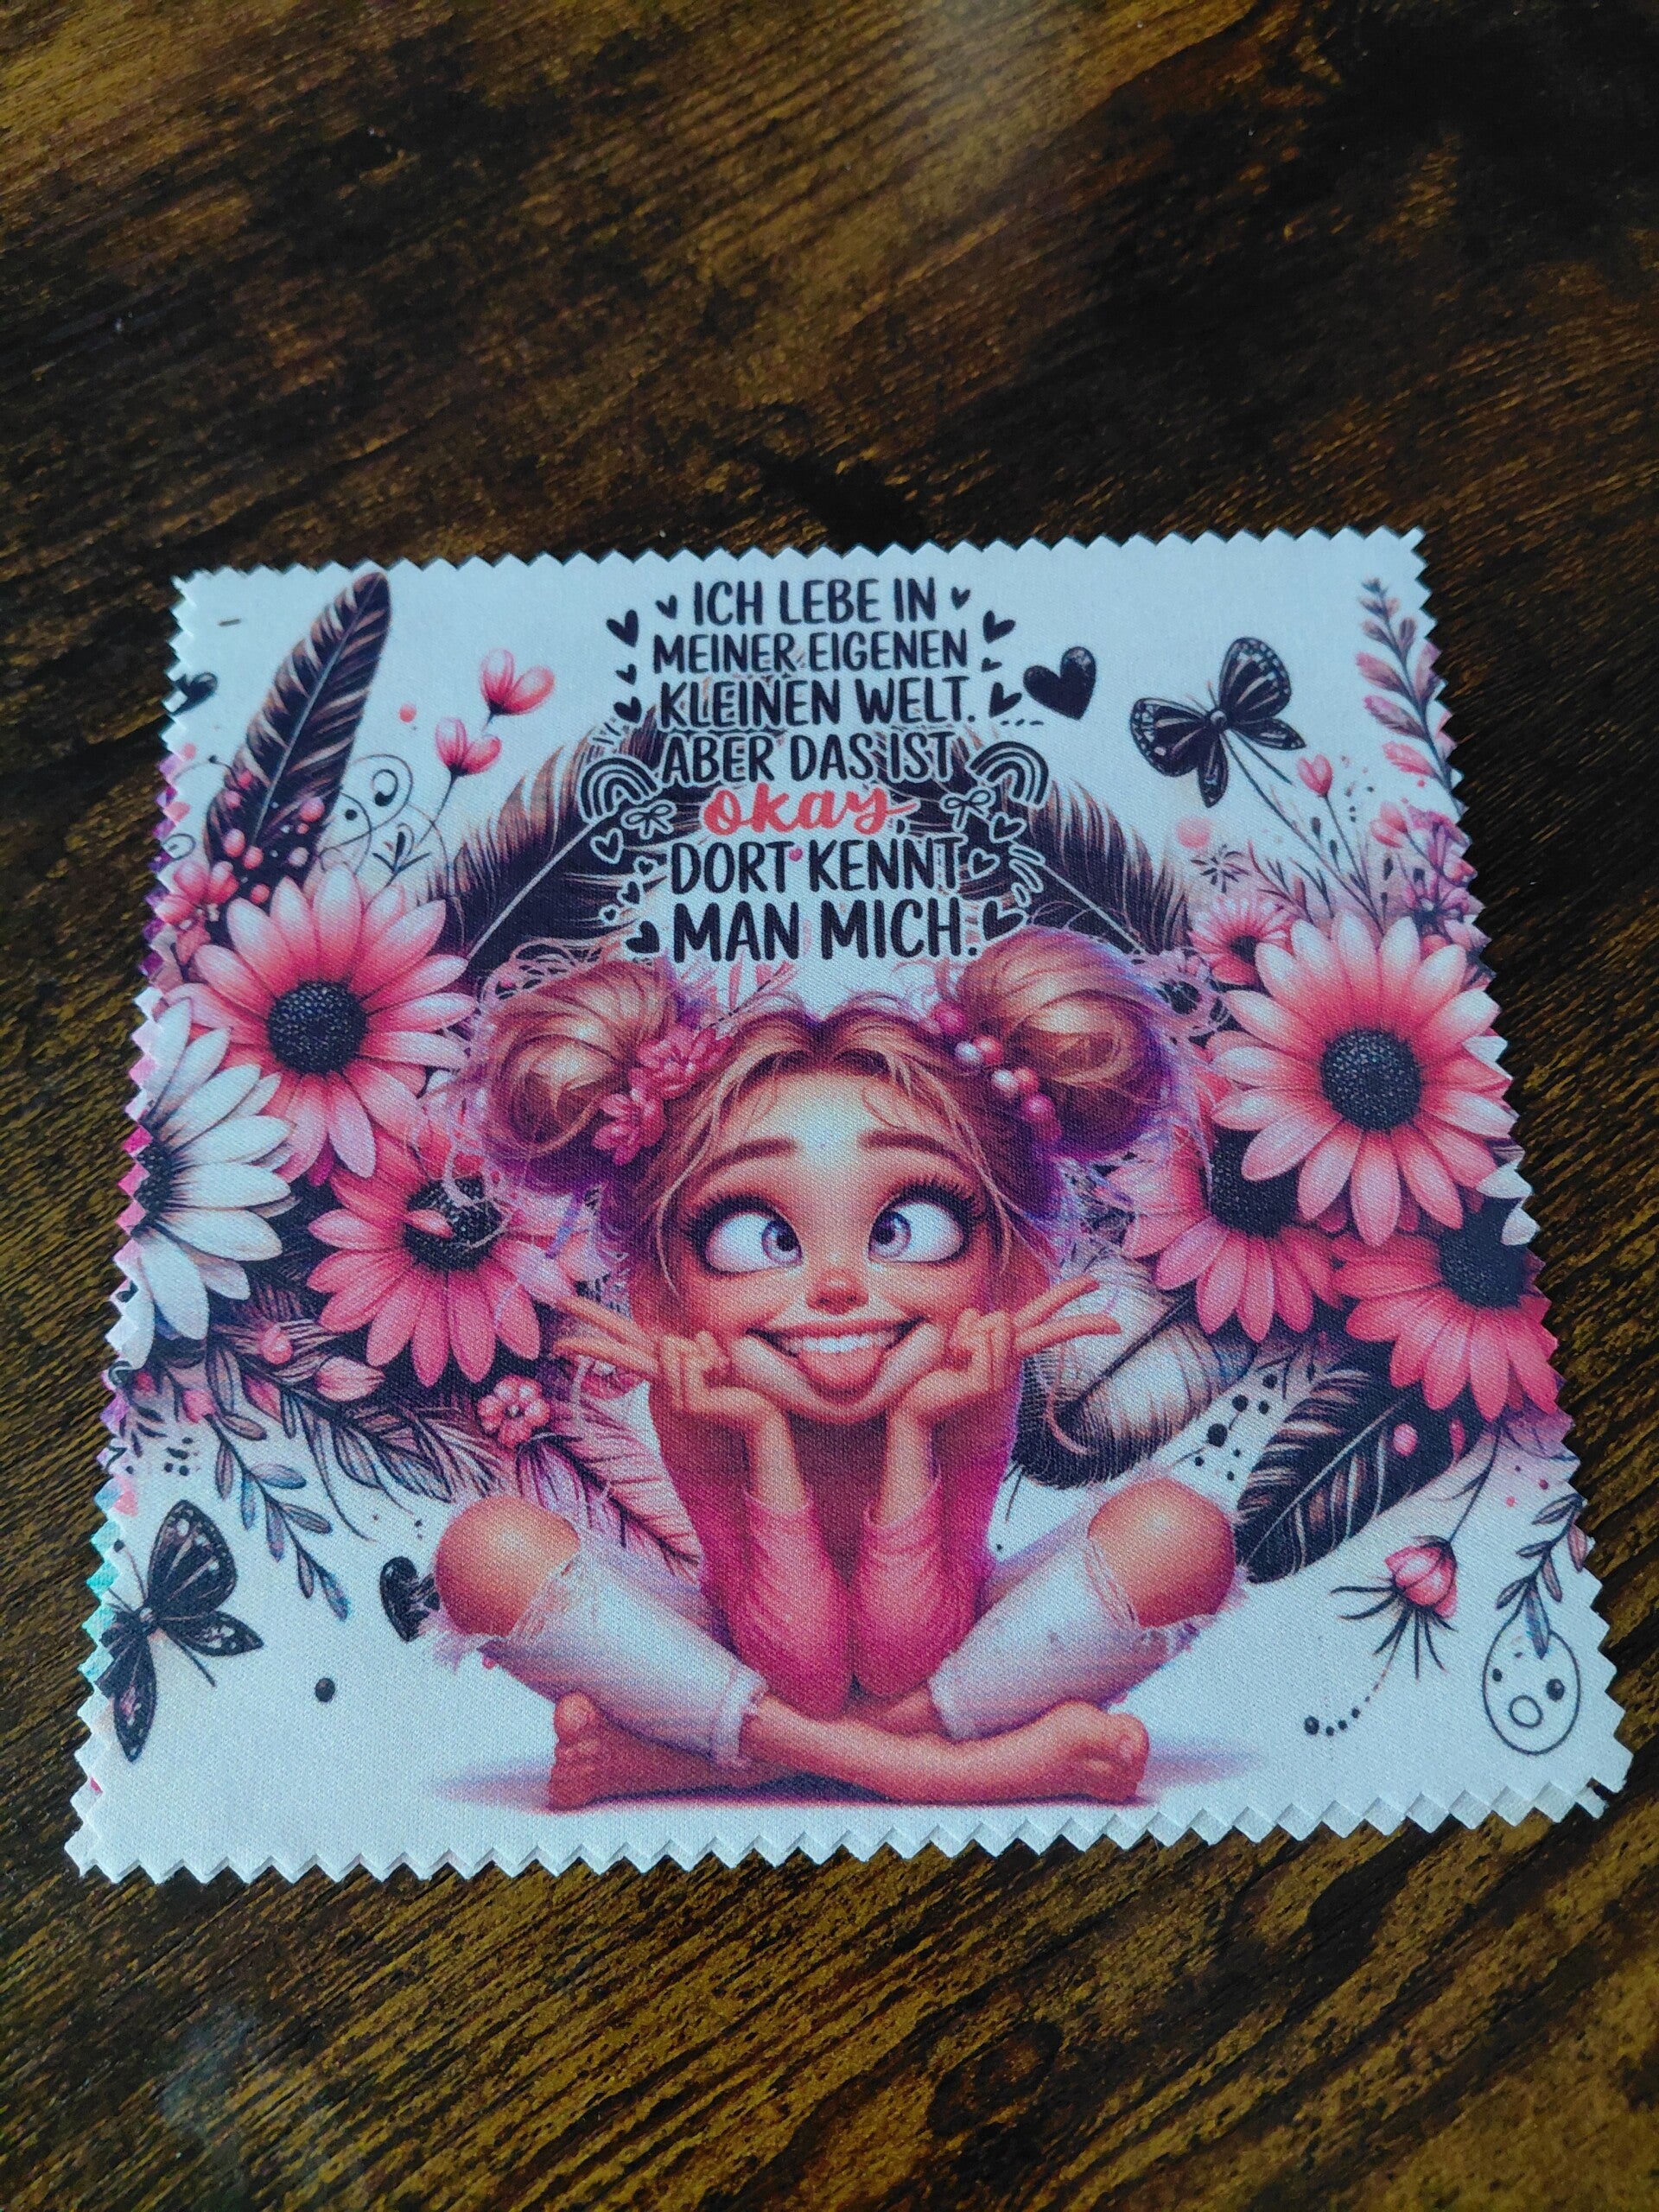 ICH LEBE IN
MEINER EIGENEN
KLEINEN WELT.
ABER DAS IST
okay,
DORT KENNT
MAN MICH.